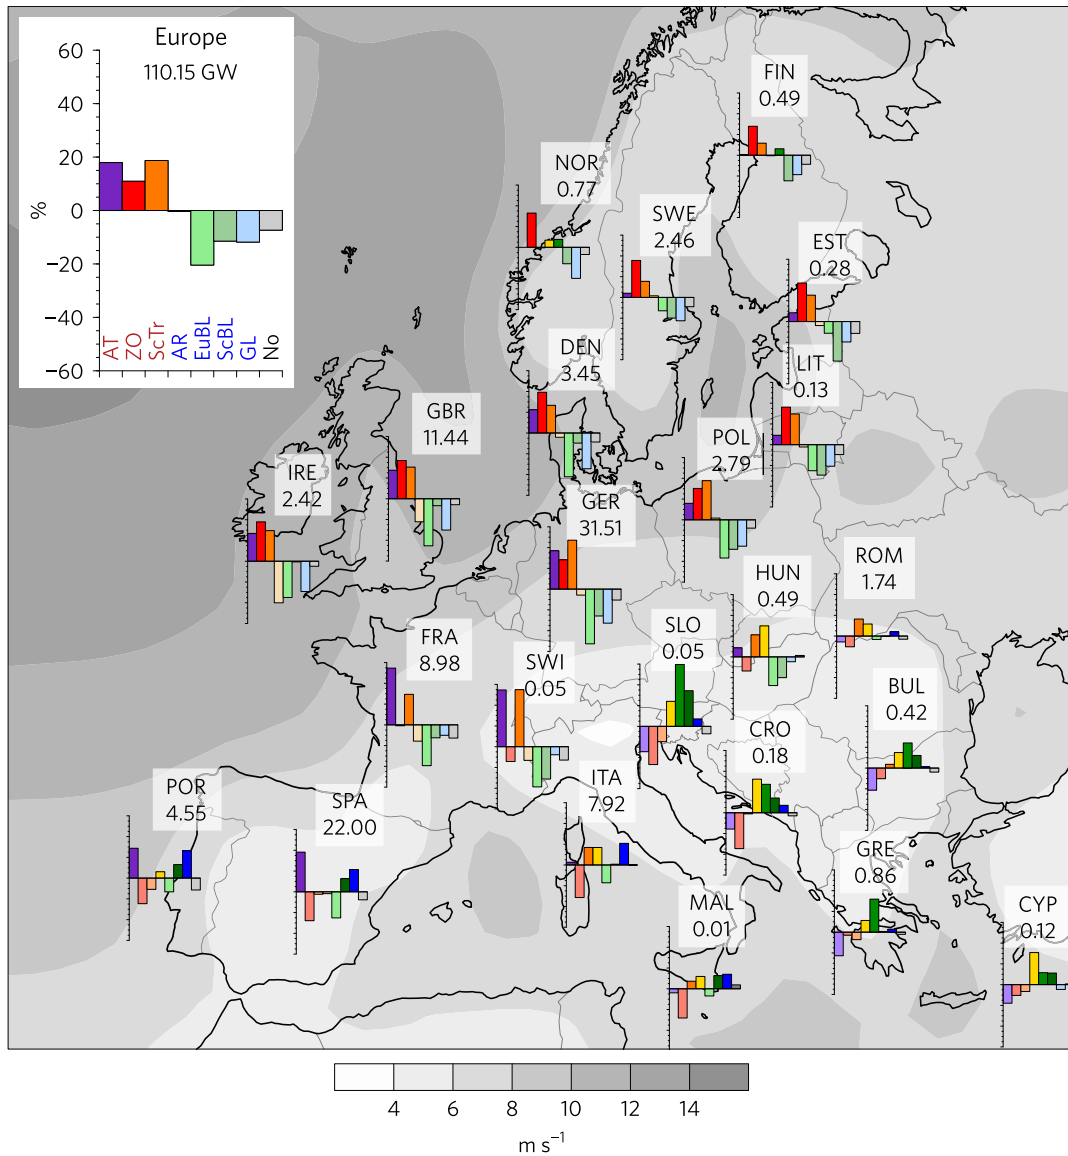 Europe
110.15 GW
60
40
20
0
−20
−40
−60
%
AT
ZO
ScTr
AR
EuBL
ScBL
GL
No
FIN
0.49
NOR
0.77
SWE
2.46
EST
0.28
DEN
3.45
LIT
0.13
GBR
11.44
POL
2.79
IRE
2.42
GER
31.51
ROM
1.74
HUN
0.49
FRA
8.98
SLO
0.05
SWI
0.05
BUL
0.42
CRO
0.18
ITA
7.92
POR
4.55
SPA
22.00
GRE
0.86
MAL
0.01
CYP
0.12
4 6 8 10 12 14
m s⁻¹